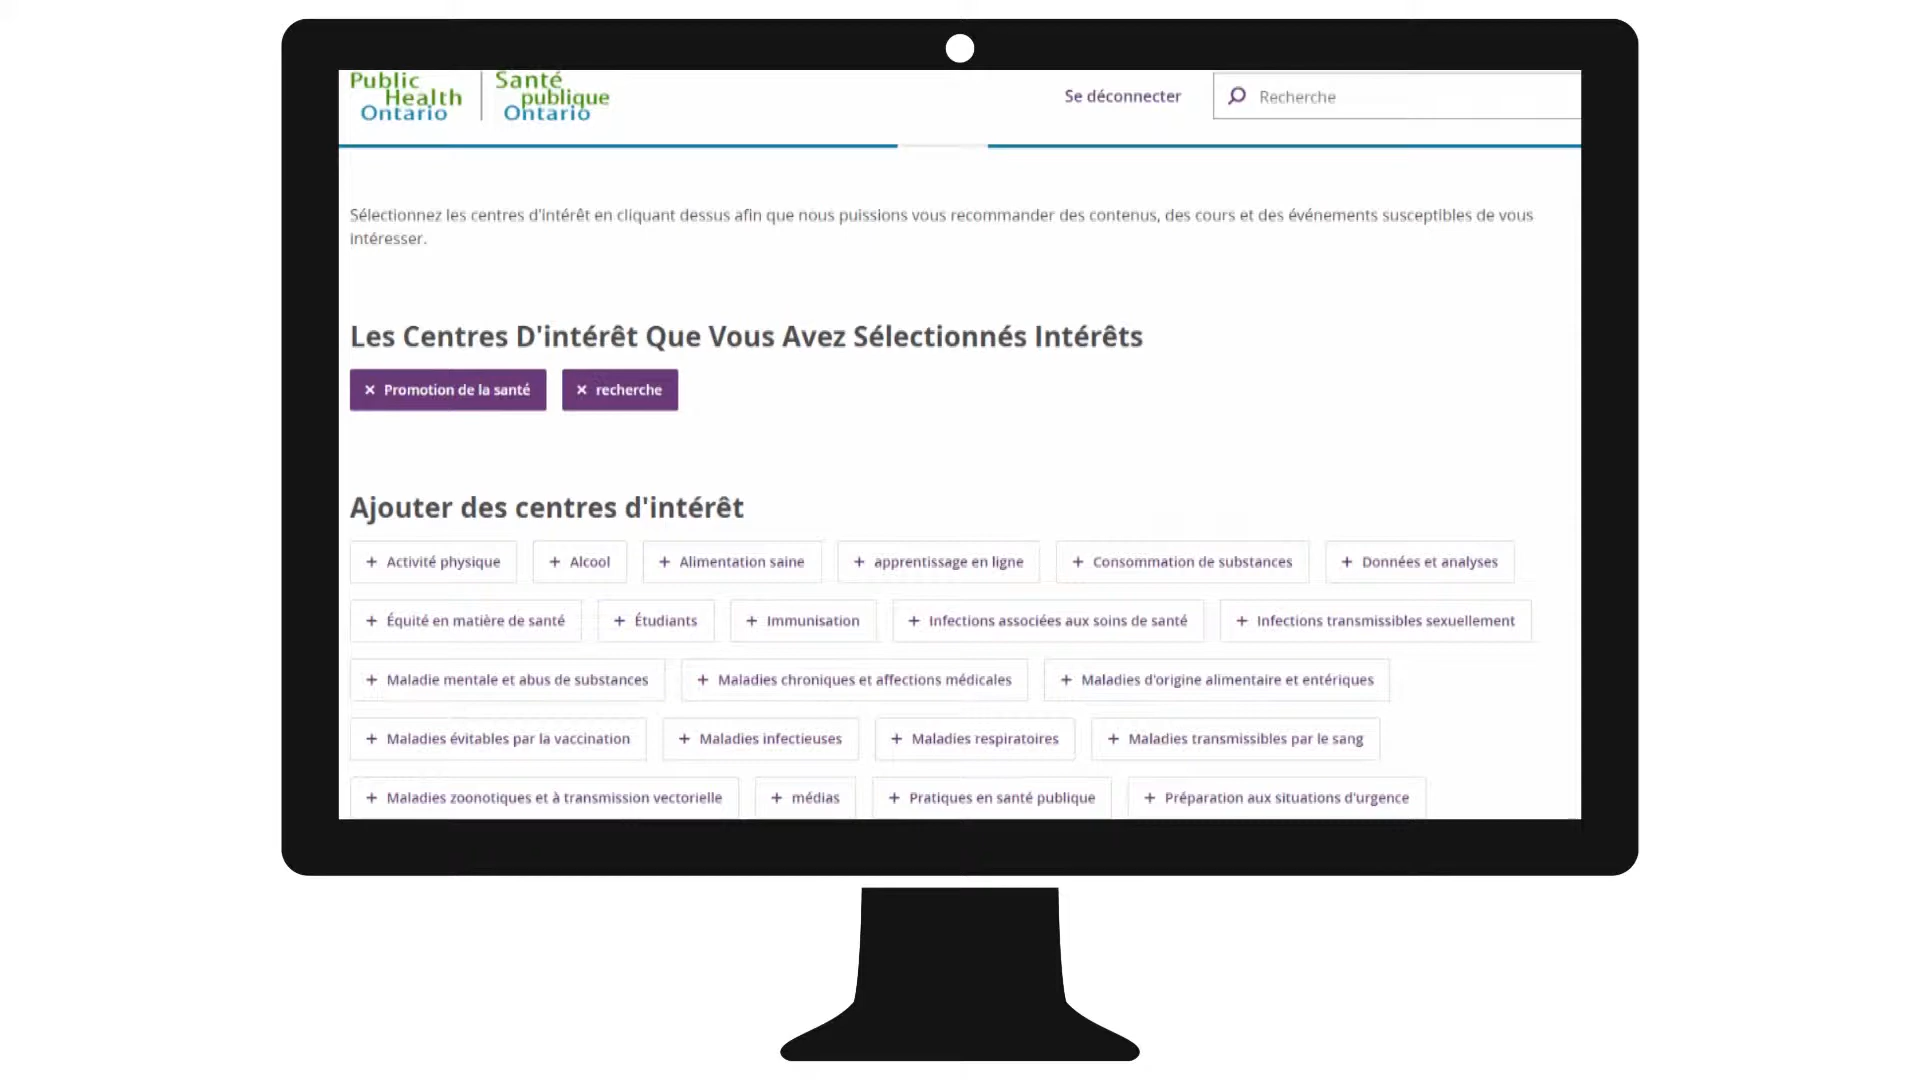 Public Health Ontario | Santé publique Ontario
Se déconnecter
Recherche
Sélectionnez les centres d'intérêt en cliquant dessus afin que nous puissions vous recommander des contenus, des cours et des événements susceptibles de vous
intéresser.
Les Centres D'intérêt Que Vous Avez Sélectionnés Intérêts
× Promotion de la santé × recherche
Ajouter des centres d'intérêt
+ Activité physique + Alcool + Alimentation saine + apprentissage en ligne + Consommation de substances + Données et analyses
+ Équité en matière de santé + Étudiants + Immunisation + Infections associées aux soins de santé + Infections transmissibles sexuellement
+ Maladie mentale et abus de substances + Maladies chroniques et affections médicales + Maladies d'origine alimentaire et entériques
+ Maladies évitables par la vaccination + Maladies infectieuses + Maladies respiratoires + Maladies transmissibles par le sang
+ Maladies zoonotiques et à transmission vectorielle + médias + Pratiques en santé publique + Préparation aux situations d'urgence